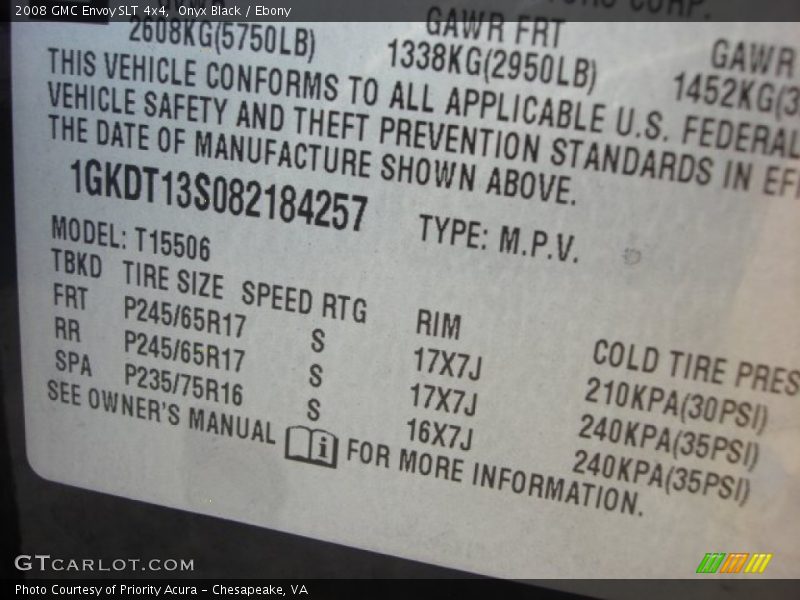 2008 GMC Envoy SLT 4x4, Onyx Black / Ebony
CORP.
GAWR FRT
GAWR
2608KG(5750LB)
1338KG(2950LB)
1452KG(3
THIS VEHICLE CONFORMS TO ALL APPLICABLE U.S. FEDERAL
VEHICLE SAFETY AND THEFT PREVENTION STANDARDS IN EFF
THE DATE OF MANUFACTURE SHOWN ABOVE.
1GKDT13S082184257
TYPE: M.P.V.
MODEL: T15506
TBKD TIRE SIZE SPEED RTG RIM COLD TIRE PRES
FRT P245/65R17 S 17X7J 210KPA(30PSI)
RR P245/65R17 S 17X7J 240KPA(35PSI)
SPA P235/75R16 S 16X7J 240KPA(35PSI)
SEE OWNER'S MANUAL i FOR MORE INFORMATION.
GTCARLOT.COM
Photo Courtesy of Priority Acura – Chesapeake, VA